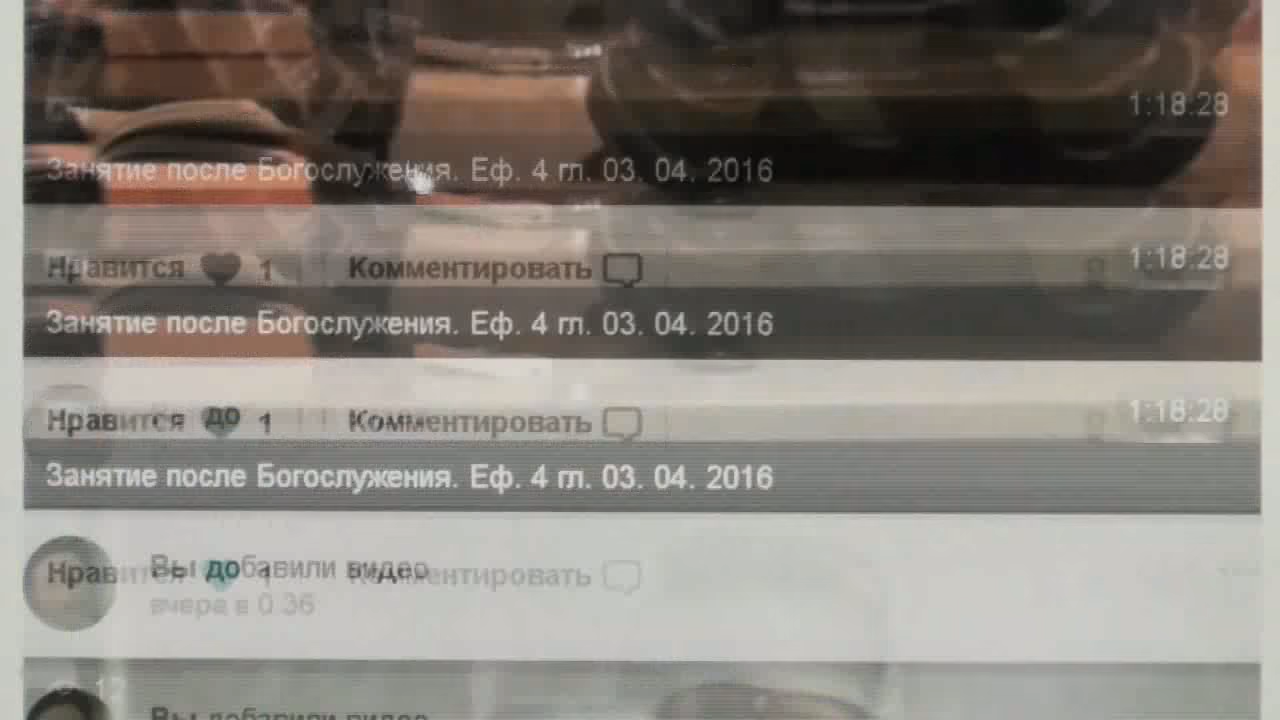 1:18:28
Занятие после Богослужения. Еф. 4 гл. 03. 04. 2016
1:18:28
Нравится 1 Комментировать
Занятие после Богослужения. Еф. 4 гл. 03. 04. 2016
1:18:28
Нравится 1 Комментировать
Занятие после Богослужения. Еф. 4 гл. 03. 04. 2016
Вы добавили видео
Нравится 1 Комментировать
вчера в 0:36
Вы добавили видео